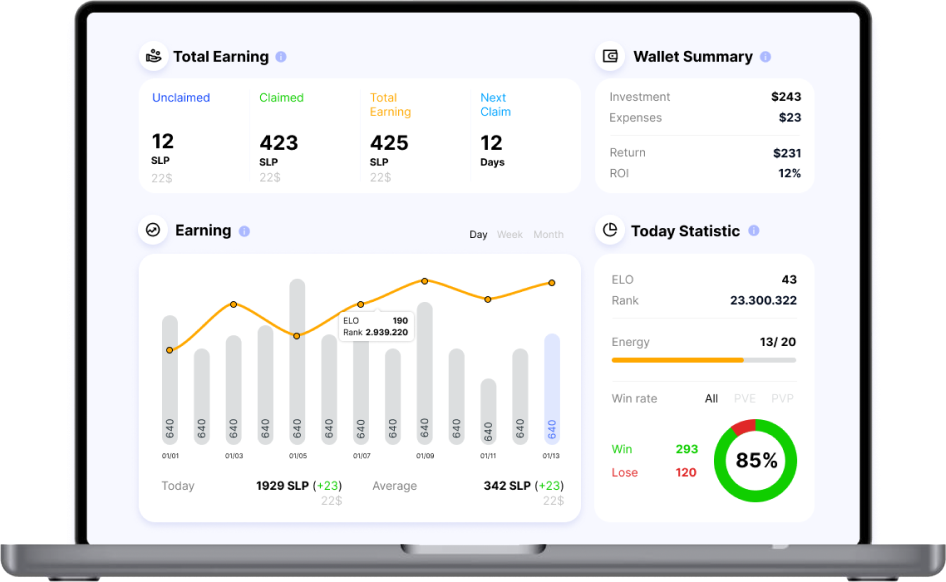 Total Earning
Unclaimed
12
SLP
22$
Claimed
423
SLP
22$
Total
Earning
425
SLP
22$
Next
Claim
12
Days
Wallet Summary
Investment $243
Expenses $23
Return $231
ROI 12%
Earning
Day Week Month
ELO 190
Rank 2.939.220
640 640 640 640 640 640 640 640 640 640 640 640 640
01/01 01/03 01/05 01/07 01/09 01/11 01/13
Today 1929 SLP (+23)
22$
Average 342 SLP (+23)
22$
Today Statistic
ELO 43
Rank 23.300.322
Energy 13/ 20
Win rate All PVE PVP
Win 293
Lose 120
85%